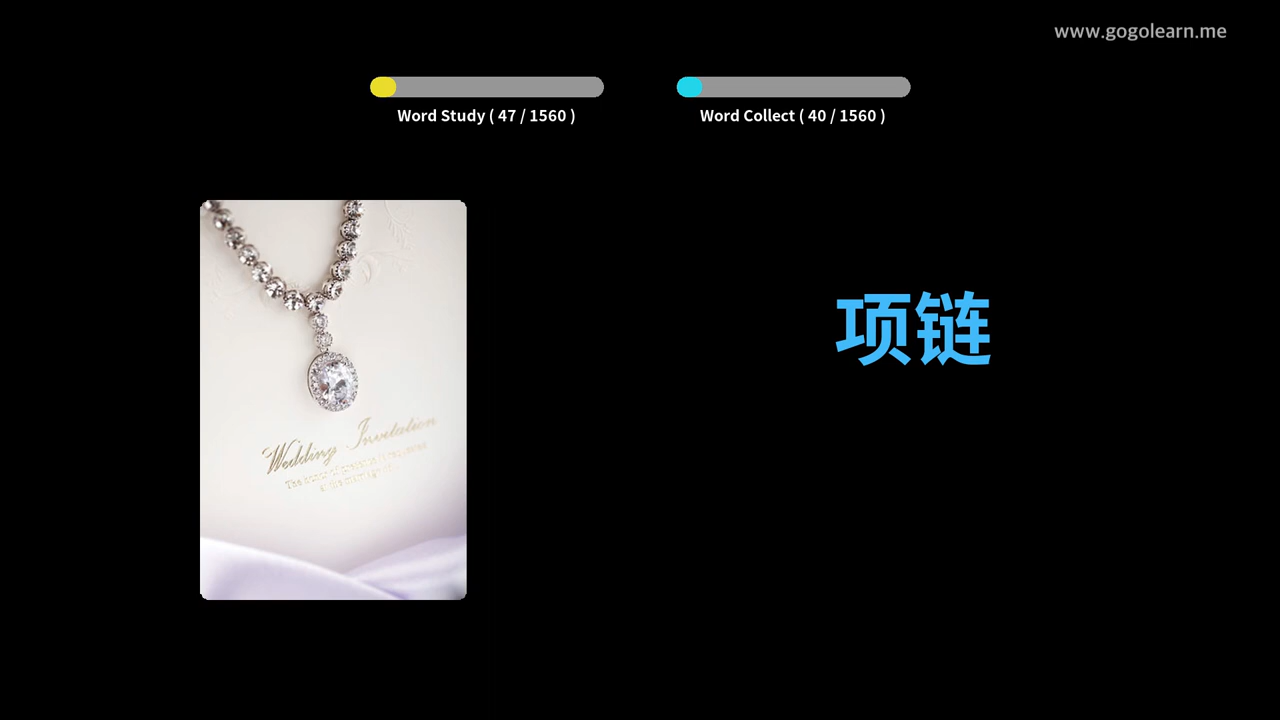 www.gogolearn.me
Word Study ( 47 / 1560 )
Word Collect ( 40 / 1560 )
项链
Wedding Invitation